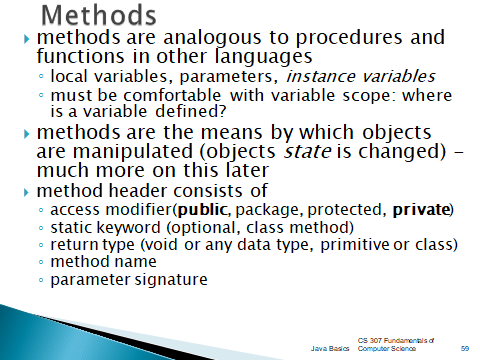 Methods
methods are analogous to procedures and
functions in other languages
local variables, parameters, instance variables
must be comfortable with variable scope: where
is a variable defined?
methods are the means by which objects
are manipulated (objects state is changed) –
much more on this later
method header consists of
access modifier(public, package, protected, private)
static keyword (optional, class method)
return type (void or any data type, primitive or class)
method name
parameter signature
Java Basics
CS 307 Fundamentals of
Computer Science
59